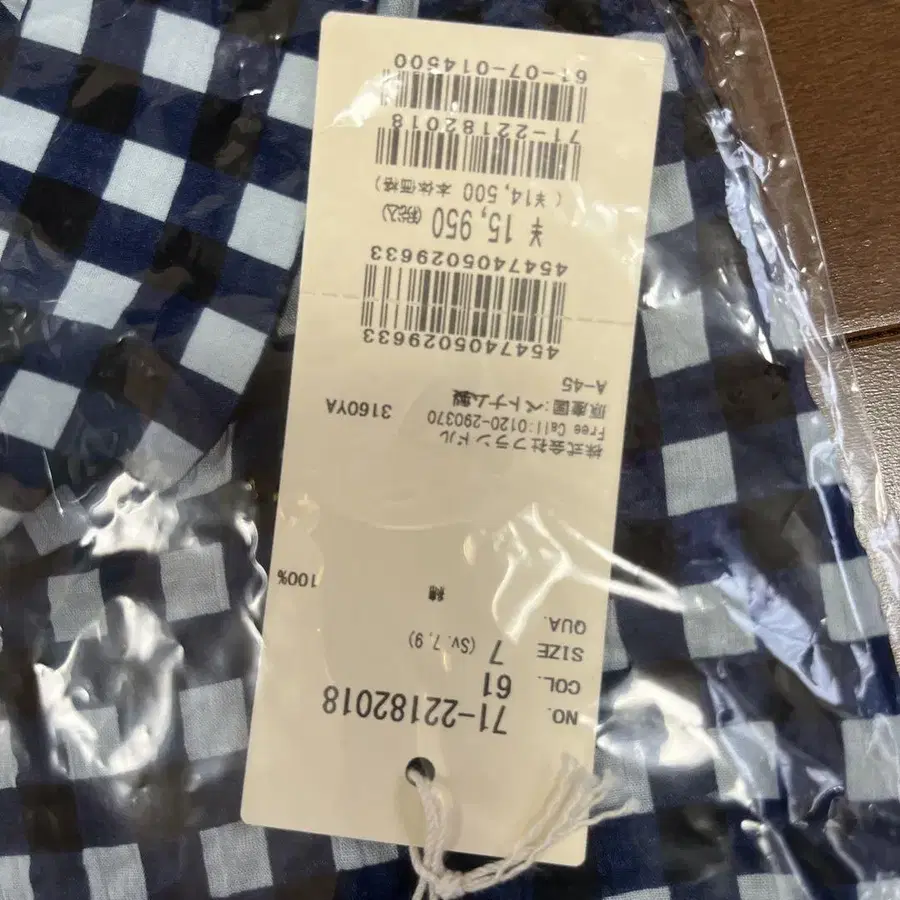 NO. 71-22182018
COL. 61
SIZE 7 (Sv.7,9)
QUA.
綿 100%
株式会社フランドル
Free Call:0120-290370
原産国:ベトナム製 3160YA
A-45
4547405029633
4547405029633
¥15,950 (税込)
(¥14,500 本体価格)
71-22182018
61-07-014500